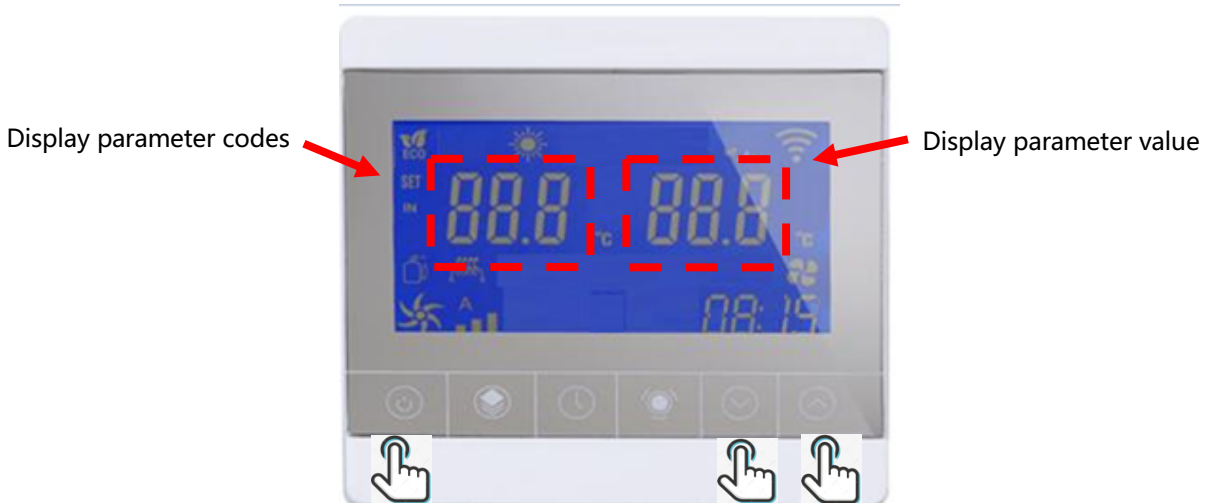 Display parameter codes
Display parameter value
ECO
SET
IN
88.8
°C
88.8
°C
A
08:15